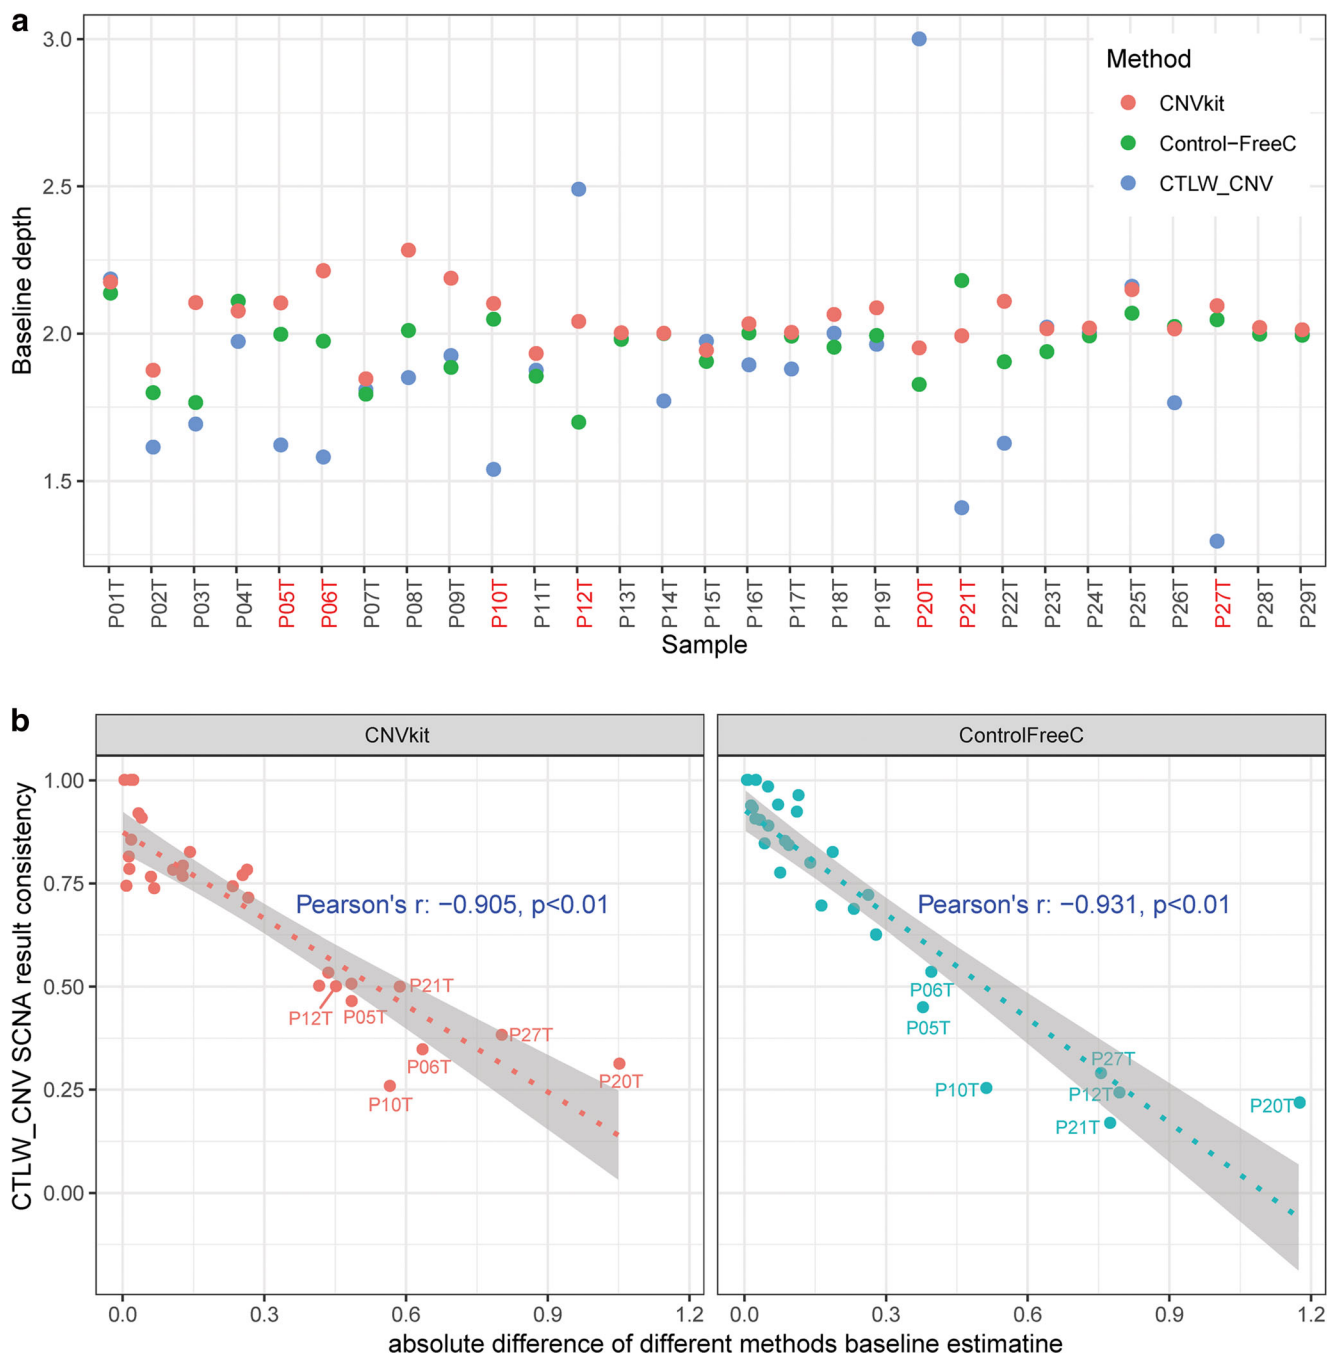 a
3.0
2.5
2.0
1.5
Baseline depth
Method
CNVkit
Control−FreeC
CTLW_CNV
P01T
P02T
P03T
P04T
P05T
P06T
P07T
P08T
P09T
P10T
P11T
P12T
P13T
P14T
P15T
P16T
P17T
P18T
P19T
P20T
P21T
P22T
P23T
P24T
P25T
P26T
P27T
P28T
P29T
Sample
b
CNVkit
ControlFreeC
CTLW_CNV SCNA result consistency
1.00
0.75
0.50
0.25
0.00
Pearson's r: −0.905, p<0.01
P21T
P12T
P05T
P27T
P06T
P20T
P10T
Pearson's r: −0.931, p<0.01
P06T
P05T
P27T
P10T
P12T
P20T
P21T
0.0 0.3 0.6 0.9 1.2
0.0 0.3 0.6 0.9 1.2
absolute difference of different methods baseline estimatine